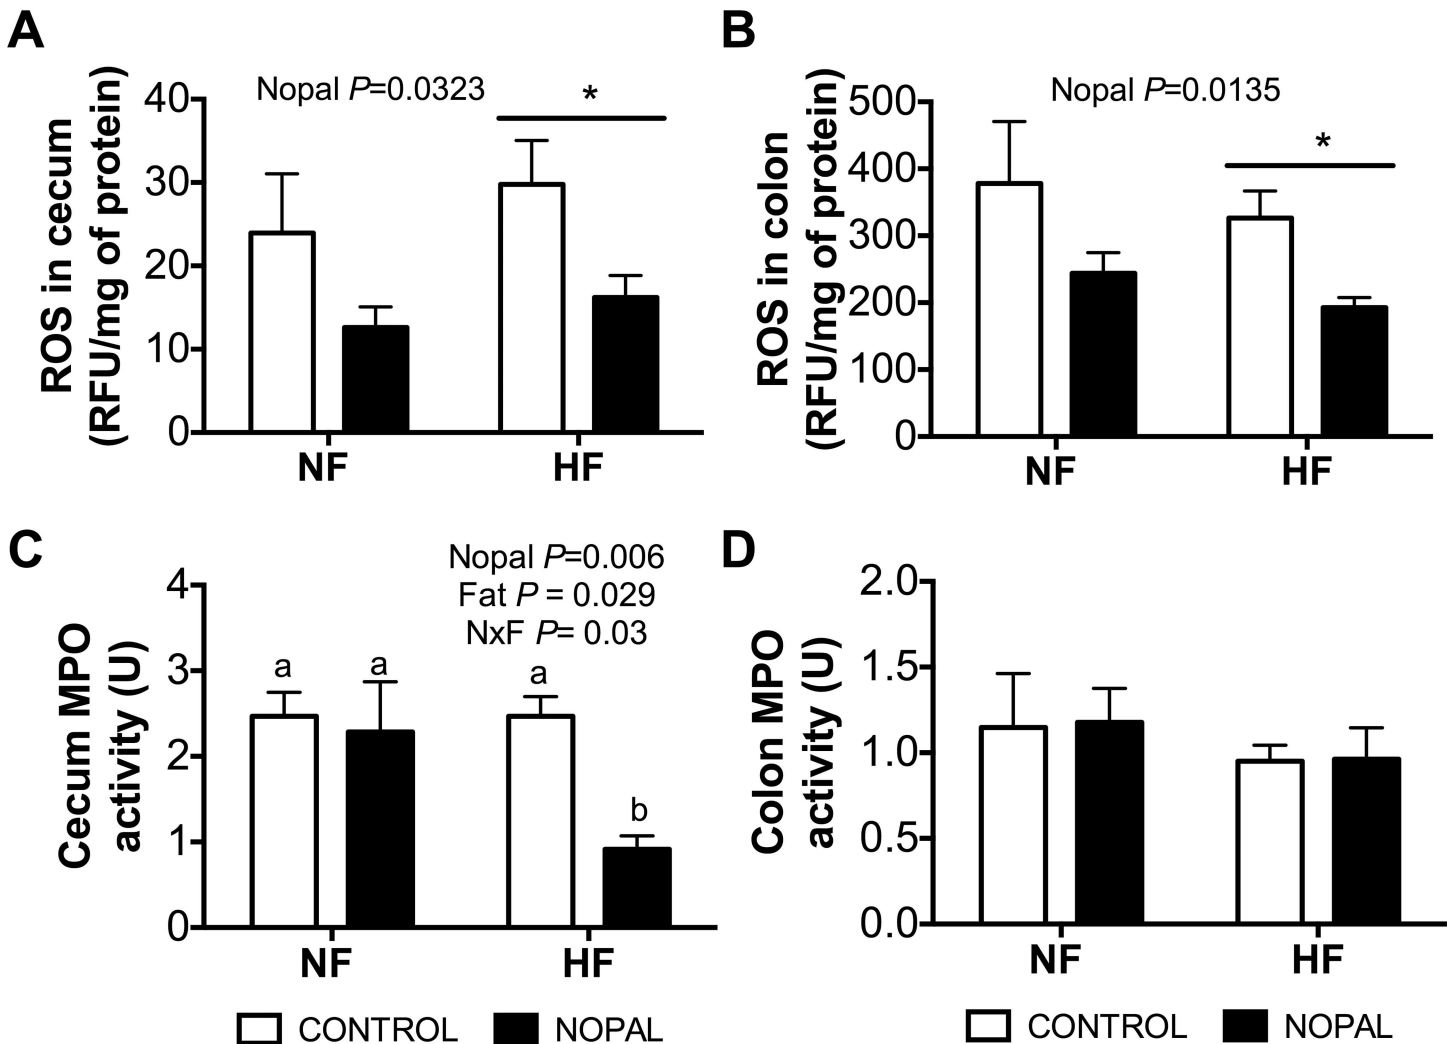 A
Nopal P=0.0323
*
ROS in cecum
(RFU/mg of protein)
40
30
20
10
0
NF
HF
B
Nopal P=0.0135
*
ROS in colon
(RFU/mg of protein)
500
400
300
200
100
0
NF
HF
C
Nopal P=0.006
Fat P = 0.029
NxF P= 0.03
Cecum MPO
activity (U)
4
3
2
1
0
a
a
a
b
NF
HF
CONTROL
NOPAL
D
Colon MPO
activity (U)
2.0
1.5
1.0
0.5
0.0
NF
HF
CONTROL
NOPAL